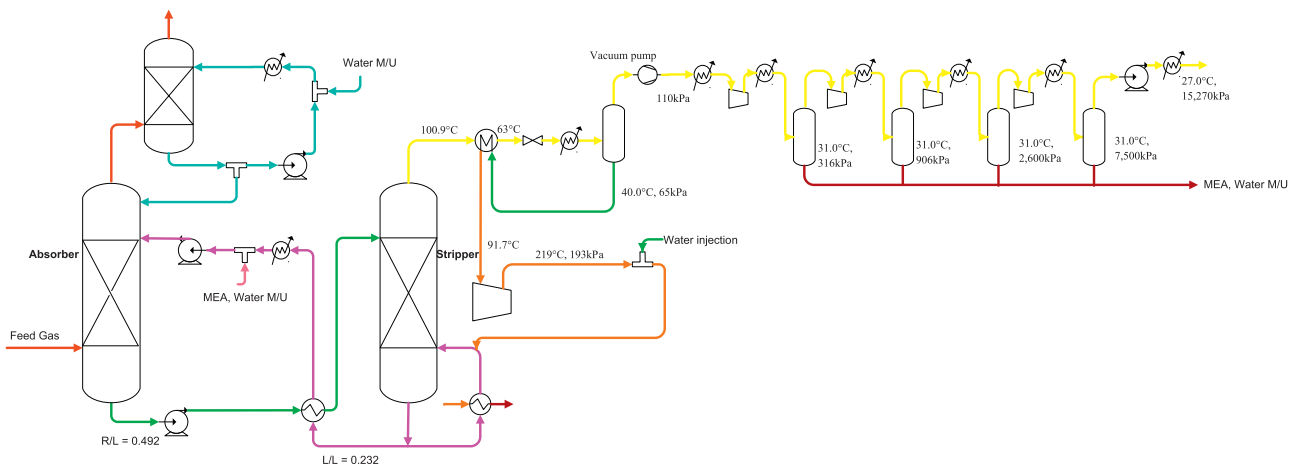 Water M/U
Vacuum pump
110kPa
27.0°C,
15,270kPa
100.9°C
63°C
31.0°C,
316kPa
31.0°C,
906kPa
31.0°C,
2,600kPa
31.0°C,
7,500kPa
MEA, Water M/U
40.0°C, 65kPa
Absorber
Stripper
91.7°C
Water injection
219°C, 193kPa
MEA, Water M/U
Feed Gas
R/L = 0.492
L/L = 0.232